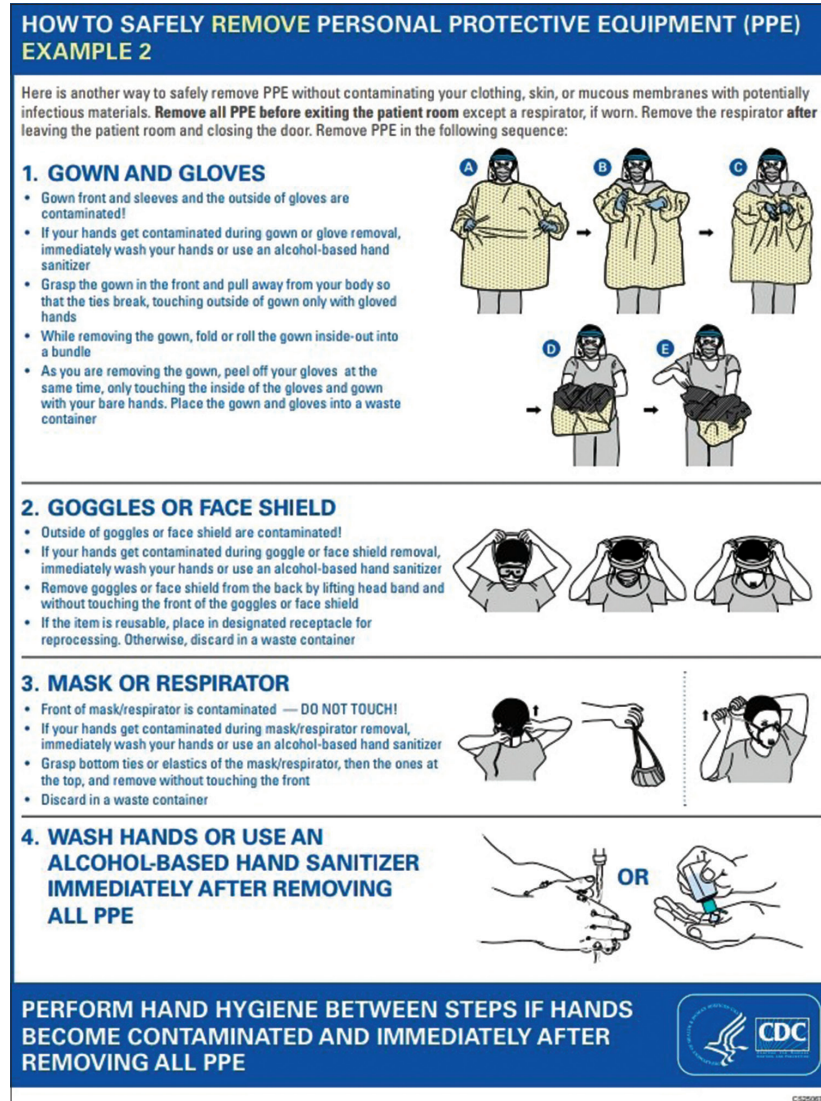 HOW TO SAFELY REMOVE PERSONAL PROTECTIVE EQUIPMENT (PPE)
EXAMPLE 2
Here is another way to safely remove PPE without contaminating your clothing, skin, or mucous membranes with potentially
infectious materials. Remove all PPE before exiting the patient room except a respirator, if worn. Remove the respirator after
leaving the patient room and closing the door. Remove PPE in the following sequence:
1. GOWN AND GLOVES
• Gown front and sleeves and the outside of gloves are
contaminated!
• If your hands get contaminated during gown or glove removal,
immediately wash your hands or use an alcohol-based hand
sanitizer
• Grasp the gown in the front and pull away from your body so
that the ties break, touching outside of gown only with gloved
hands
• While removing the gown, fold or roll the gown inside-out into
a bundle
• As you are removing the gown, peel off your gloves at the
same time, only touching the inside of the gloves and gown
with your bare hands. Place the gown and gloves into a waste
container
A
B
C
D
E
2. GOGGLES OR FACE SHIELD
• Outside of goggles or face shield are contaminated!
• If your hands get contaminated during goggle or face shield removal,
immediately wash your hands or use an alcohol-based hand sanitizer
• Remove goggles or face shield from the back by lifting head band and
without touching the front of the goggles or face shield
• If the item is reusable, place in designated receptacle for
reprocessing. Otherwise, discard in a waste container
3. MASK OR RESPIRATOR
• Front of mask/respirator is contaminated — DO NOT TOUCH!
• If your hands get contaminated during mask/respirator removal,
immediately wash your hands or use an alcohol-based hand sanitizer
• Grasp bottom ties or elastics of the mask/respirator, then the ones at
the top, and remove without touching the front
• Discard in a waste container
4. WASH HANDS OR USE AN
ALCOHOL-BASED HAND SANITIZER
IMMEDIATELY AFTER REMOVING
ALL PPE
OR
PERFORM HAND HYGIENE BETWEEN STEPS IF HANDS
BECOME CONTAMINATED AND IMMEDIATELY AFTER
REMOVING ALL PPE
CDC